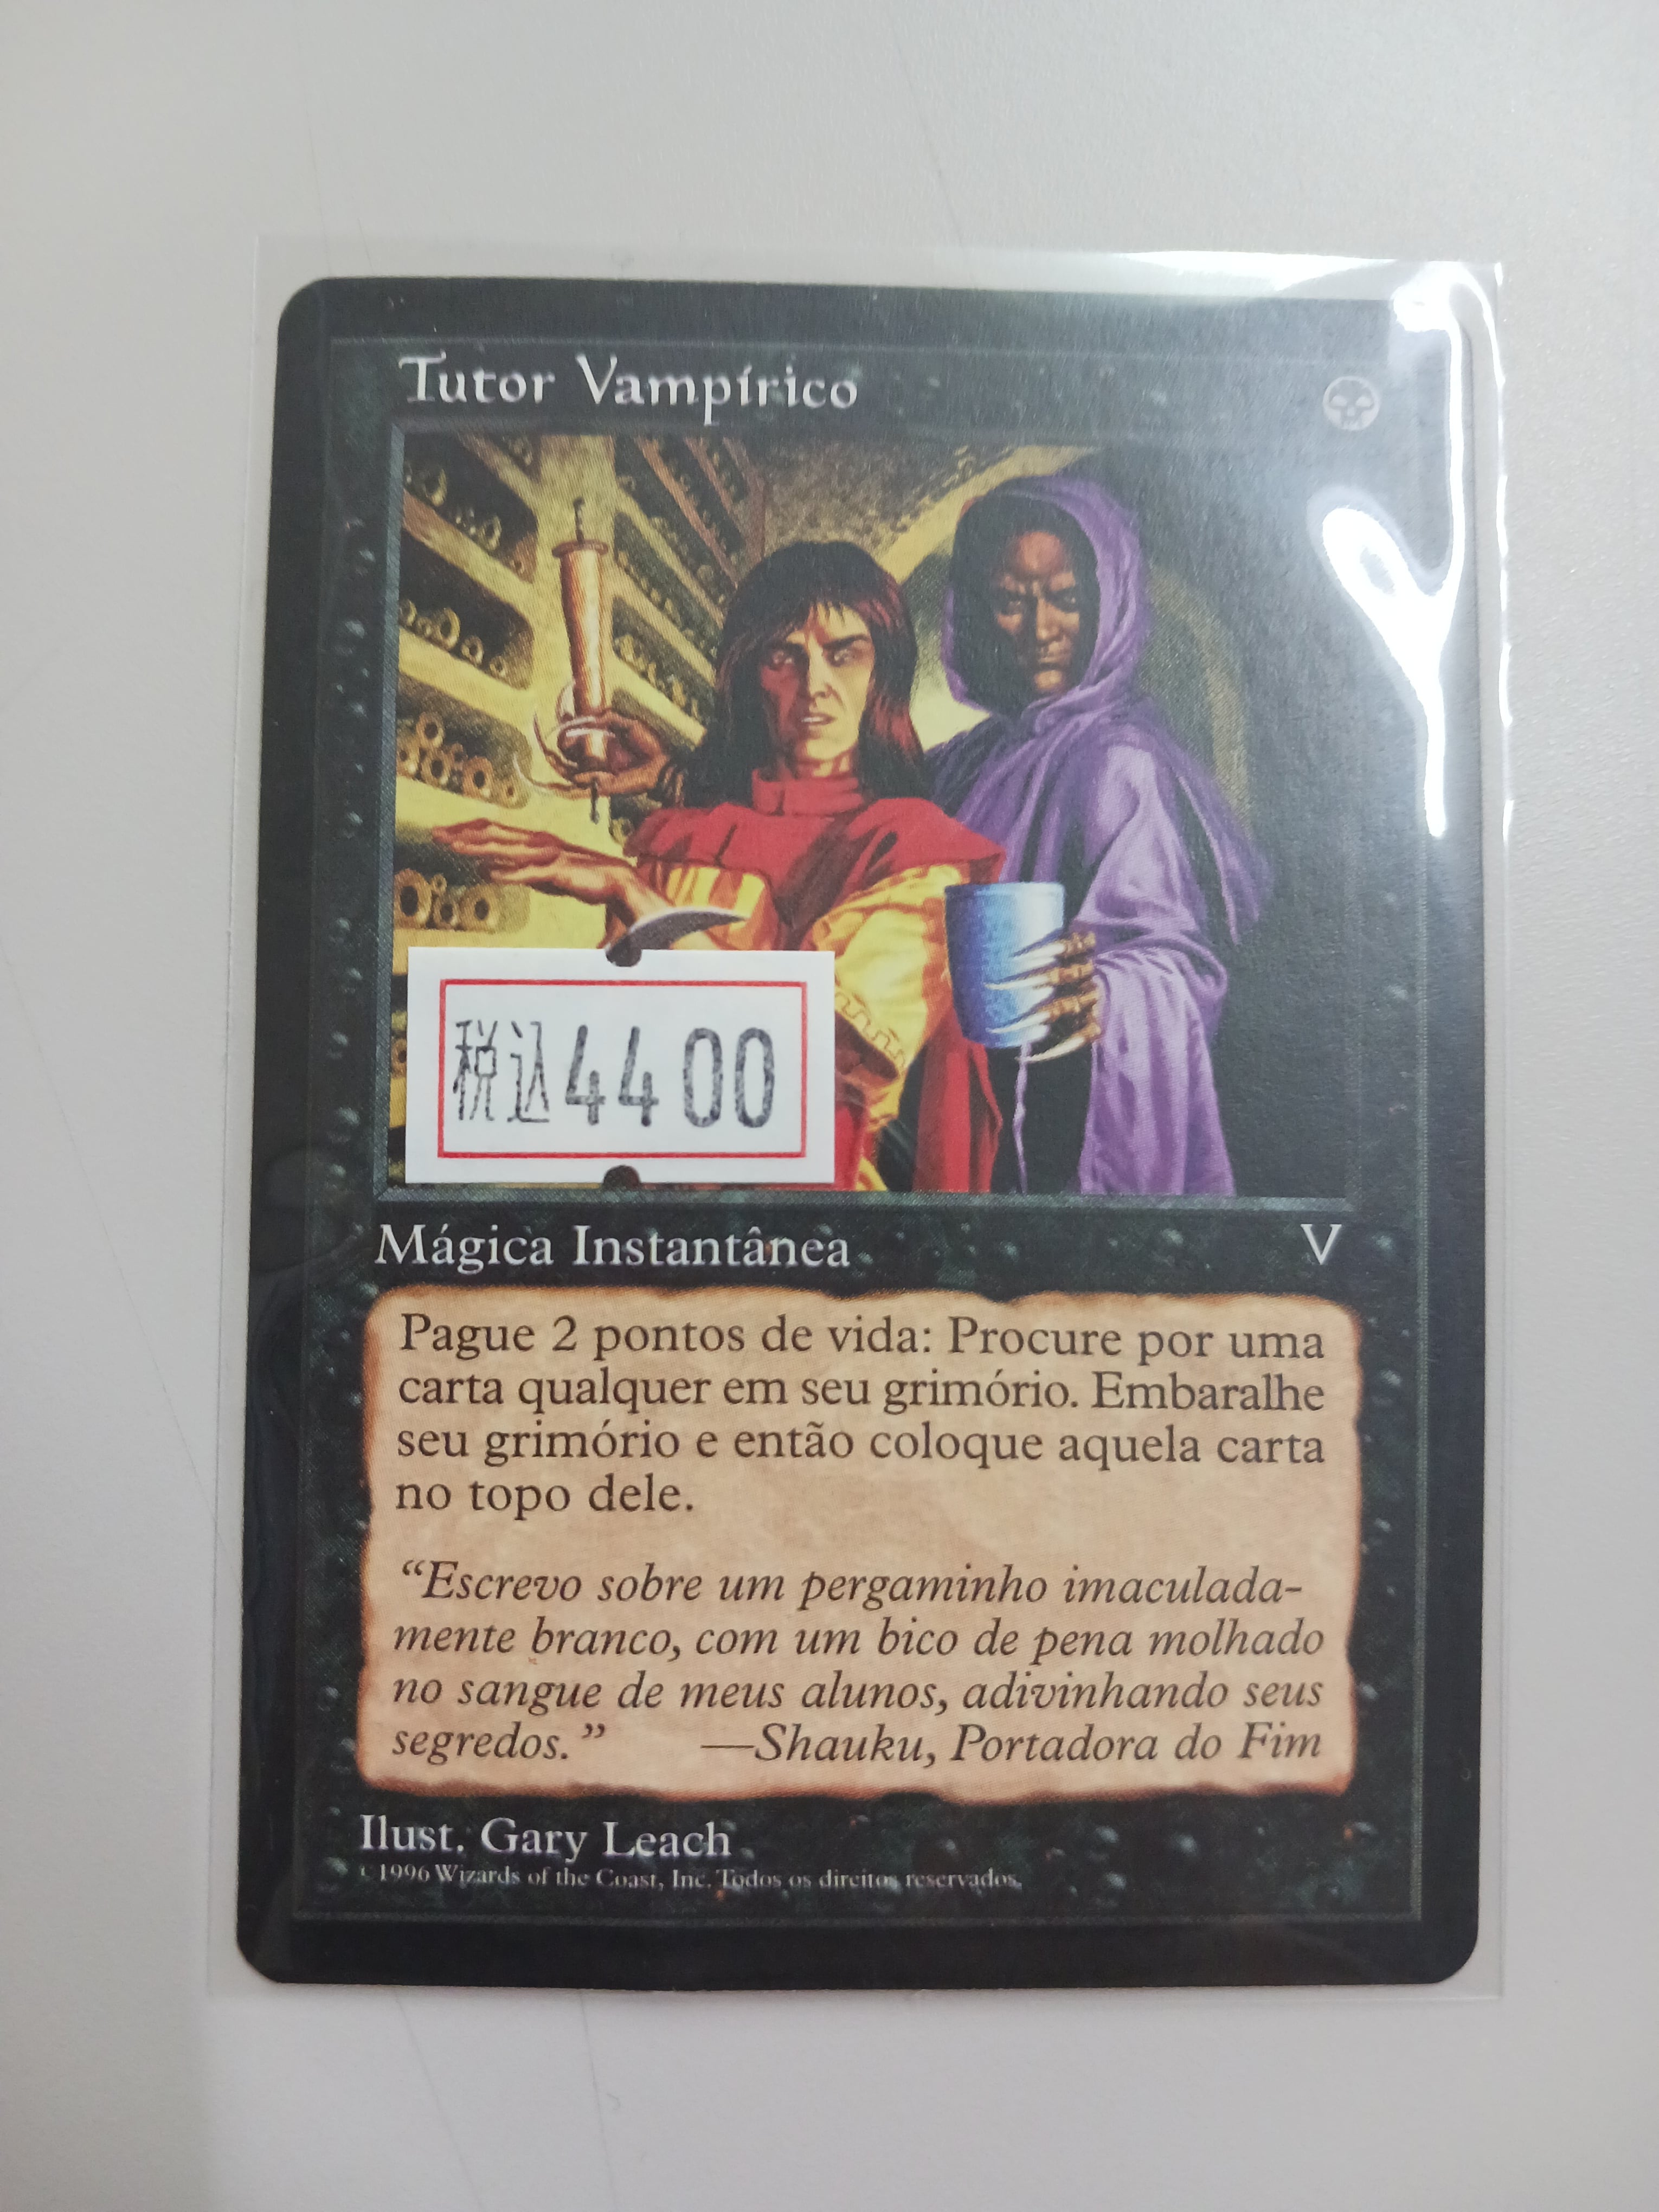 Tutor Vampírico
税込4400
Mágica Instantânea V
Pague 2 pontos de vida: Procure por uma
carta qualquer em seu grimório. Embaralhe
seu grimório e então coloque aquela carta
no topo dele.
“Escrevo sobre um pergaminho imaculada-
mente branco, com um bico de pena molhado
no sangue de meus alunos, adivinhando seus
segredos.” —Shauku, Portadora do Fim
Ilust. Gary Leach
© 1996 Wizards of the Coast, Inc. Todos os direitos reservados.